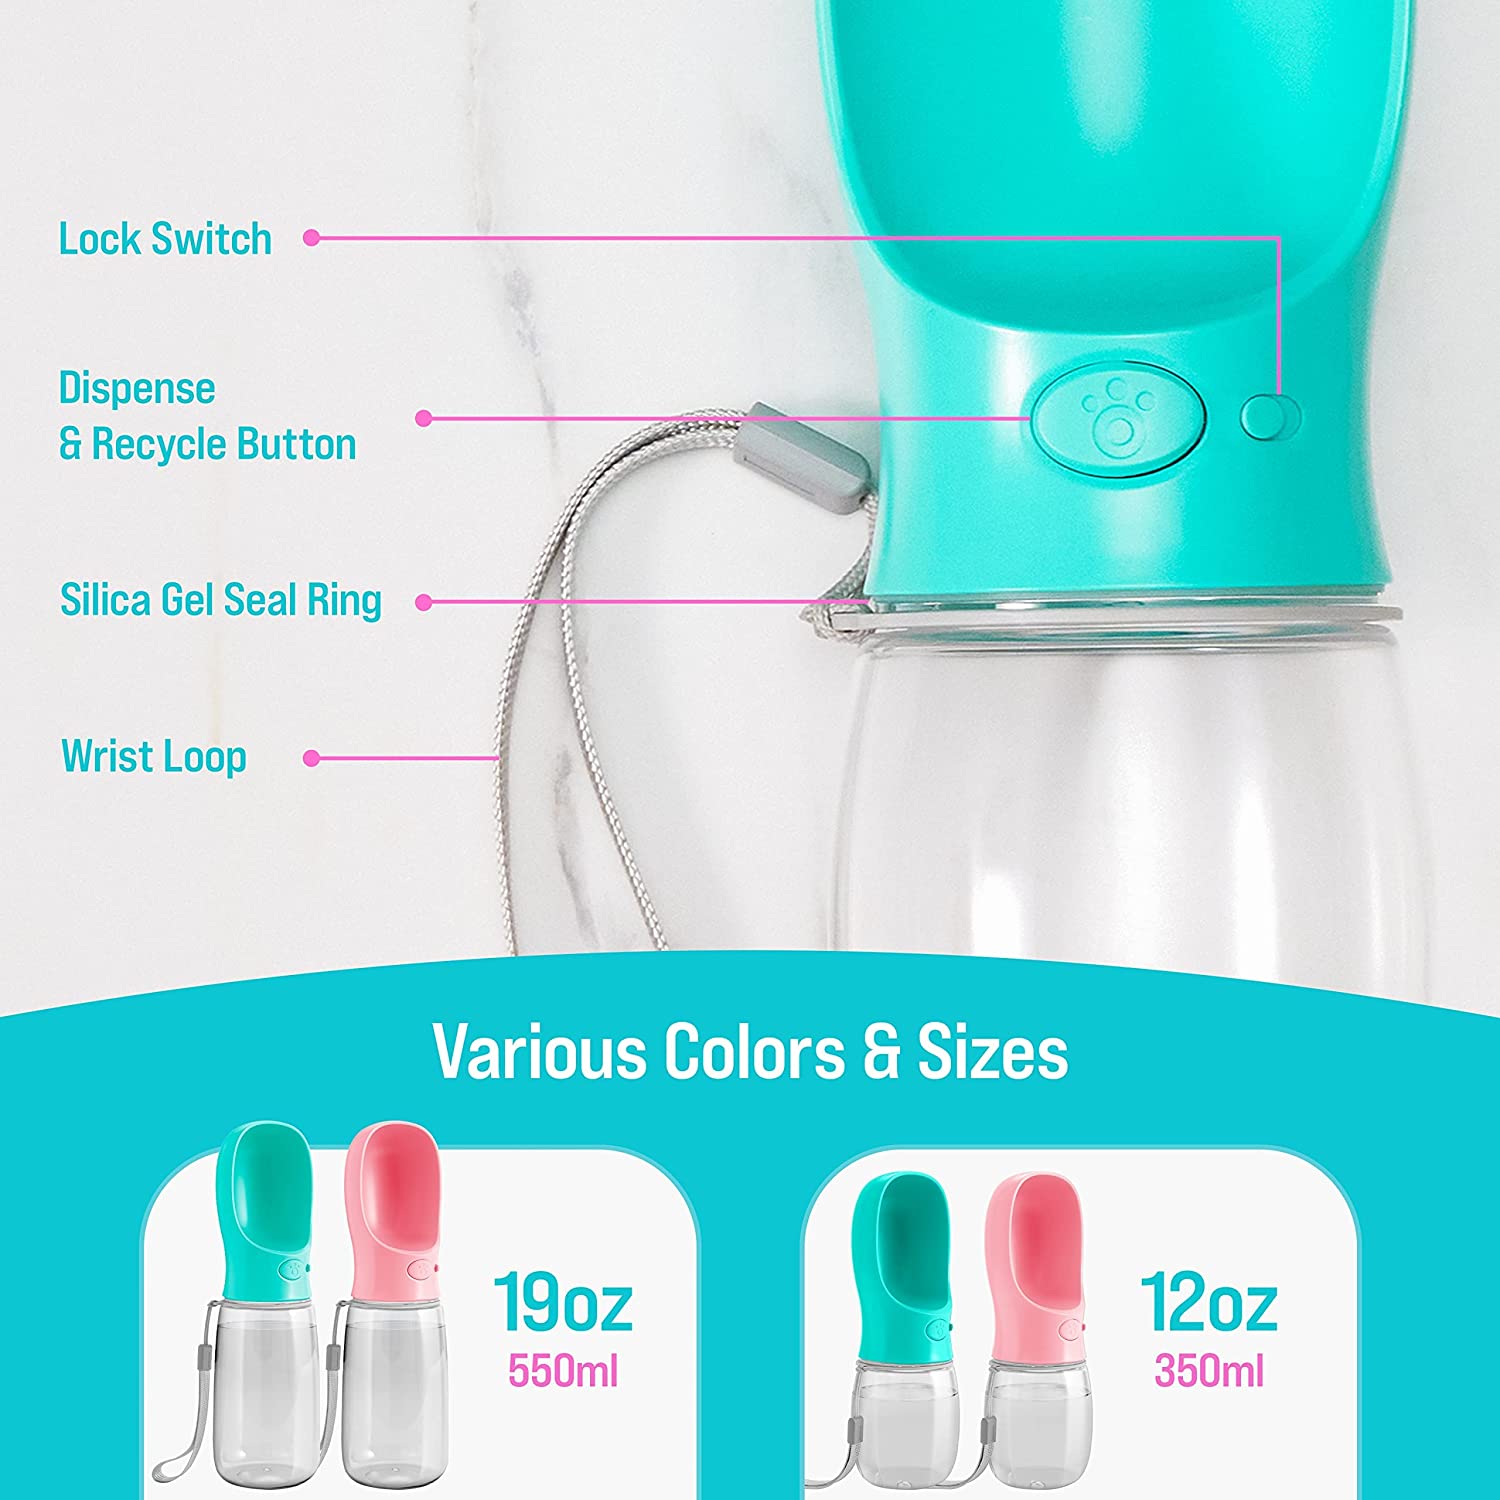 Lock Switch
Dispense
& Recycle Button
Silica Gel Seal Ring
Wrist Loop
Various Colors & Sizes
19oz
550ml
12oz
350ml